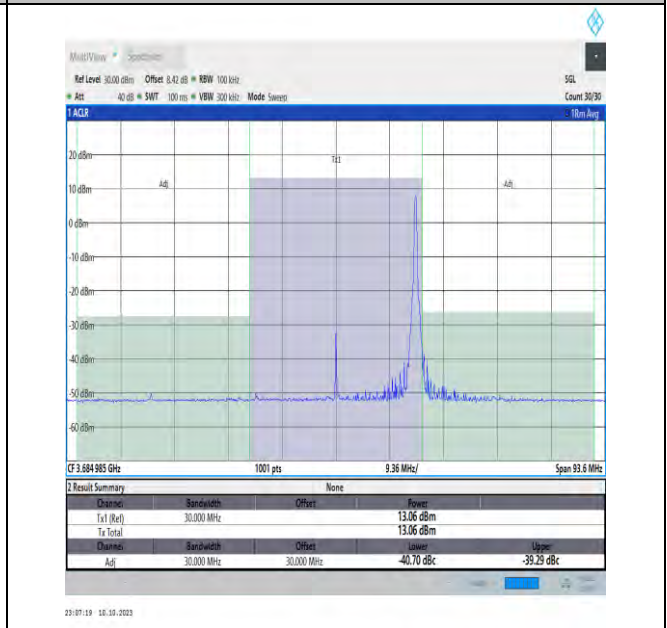 MultiView Spectrum
Ref Level 30.00 dBm Offset 8.42 dB RBW 100 kHz SGL
Att 40 dB SWT 100 ms VBW 300 kHz Mode Sweep Count 30/30
1 ACLR 1Rm Avg
20 dBm
Tx1
Adj Adj
10 dBm
0 dBm
-10 dBm
-20 dBm
-30 dBm
-40 dBm
-50 dBm
-60 dBm
CF 3.684 985 GHz 1001 pts 9.36 MHz/ Span 93.6 MHz
2 Result Summary None
Channel Bandwidth Offset Power
Tx1 (Ref) 30.000 MHz 13.06 dBm
Tx Total 13.06 dBm
Channel Bandwidth Offset Lower Upper
Adj 30.000 MHz 30.000 MHz -40.70 dBc -39.29 dBc
23:07:19 10.10.2023